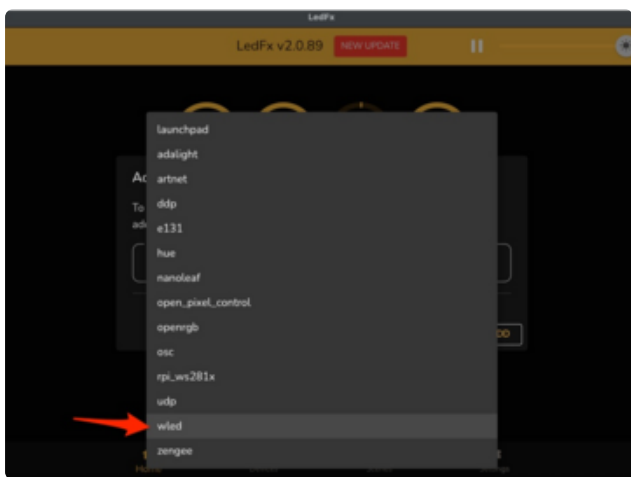 LedFx
LedFx v2.0.89 NEW UPDATE
launchpad
adalight
artnet
ddp
e131
hue
nanoleaf
open_pixel_control
openrgb
osc
rpi_ws281x
udp
wled
zengee
To